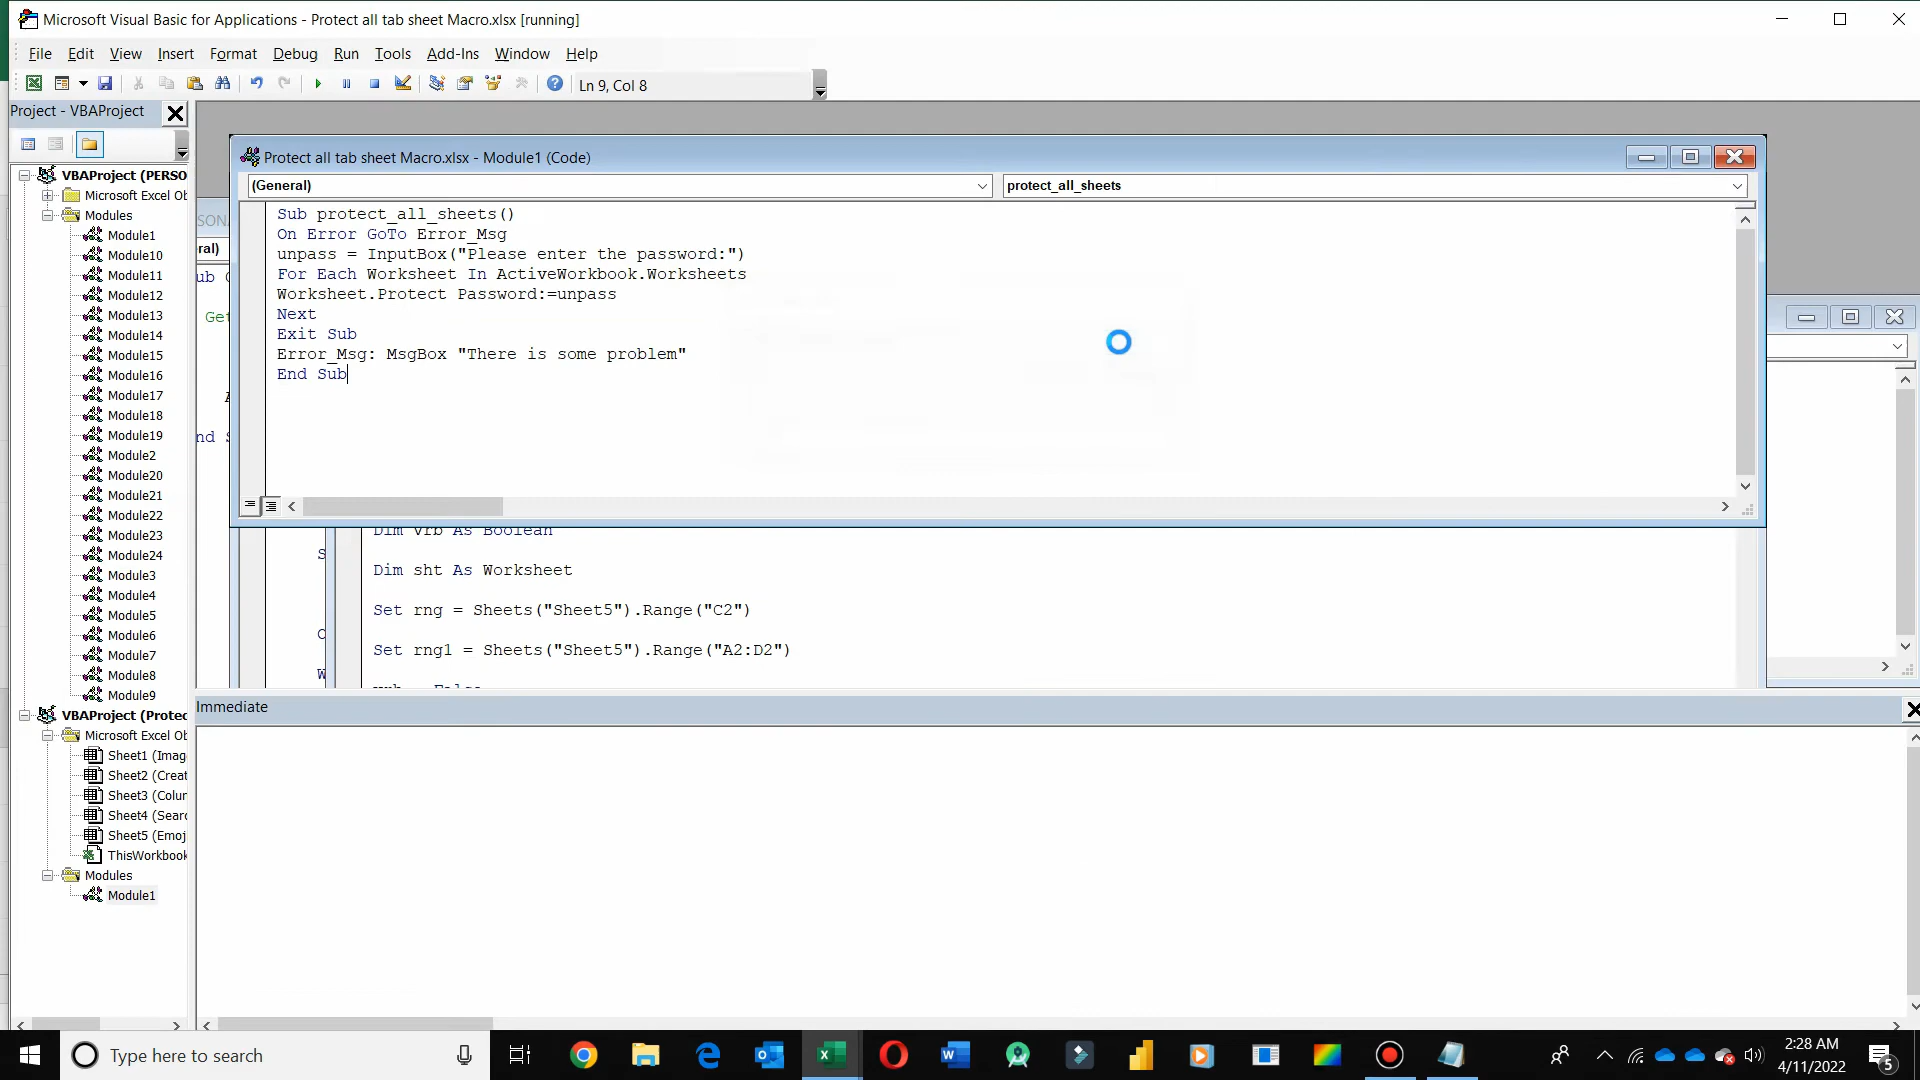 Microsoft Visual Basic for Applications - Protect all tab sheet Macro.xlsx [running]
File Edit View Insert Format Debug Run Tools Add-Ins Window Help
Ln 9, Col 8
Project - VBAProject
VBAProject (PERSO
Microsoft Excel Ob
Modules
Module1
Module10
Module11
Module12
Module13
Module14
Module15
Module16
Module17
Module18
Module19
Module2
Module20
Module21
Module22
Module23
Module24
Module3
Module4
Module5
Module6
Module7
Module8
Module9
VBAProject (Protec
Microsoft Excel Ob
Sheet1 (Imag
Sheet2 (Creat
Sheet3 (Colur
Sheet4 (Searc
Sheet5 (Emoj
ThisWorkbook
Modules
Module1
Protect all tab sheet Macro.xlsx - Module1 (Code)
(General) protect_all_sheets
Sub protect_all_sheets()
On Error GoTo Error_Msg
unpass = InputBox("Please enter the password:")
For Each Worksheet In ActiveWorkbook.Worksheets
Worksheet.Protect Password:=unpass
Next
Exit Sub
Error_Msg: MsgBox "There is some problem"
End Sub
Dim vrb As Boolean
Dim sht As Worksheet
Set rng = Sheets("Sheet5").Range("C2")
Set rng1 = Sheets("Sheet5").Range("A2:D2")
Immediate
Type here to search
2:28 AM
4/11/2022
5